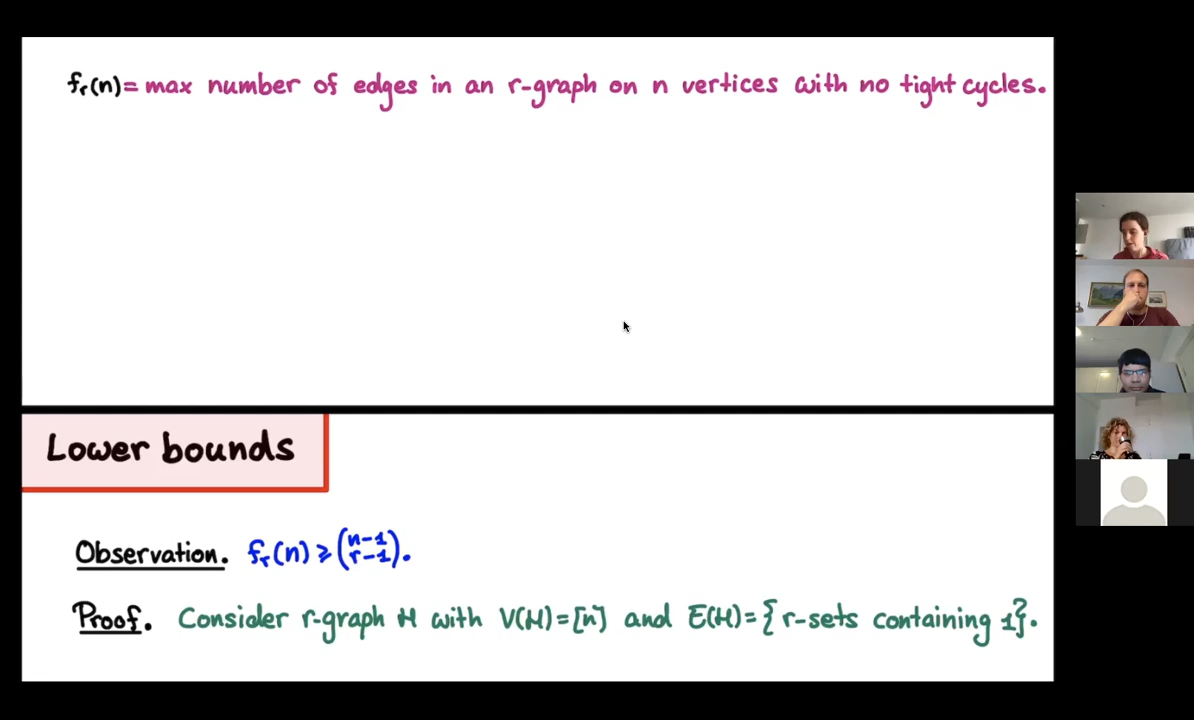 fᵣ(n)= max number of edges in an r-graph on n vertices with no tight cycles.
Lower bounds
Observation. fᵣ(n) ≥ (n-1 r-1).
Proof. Consider r-graph H with V(H)=[n] and E(H)={r-sets containing 1}.